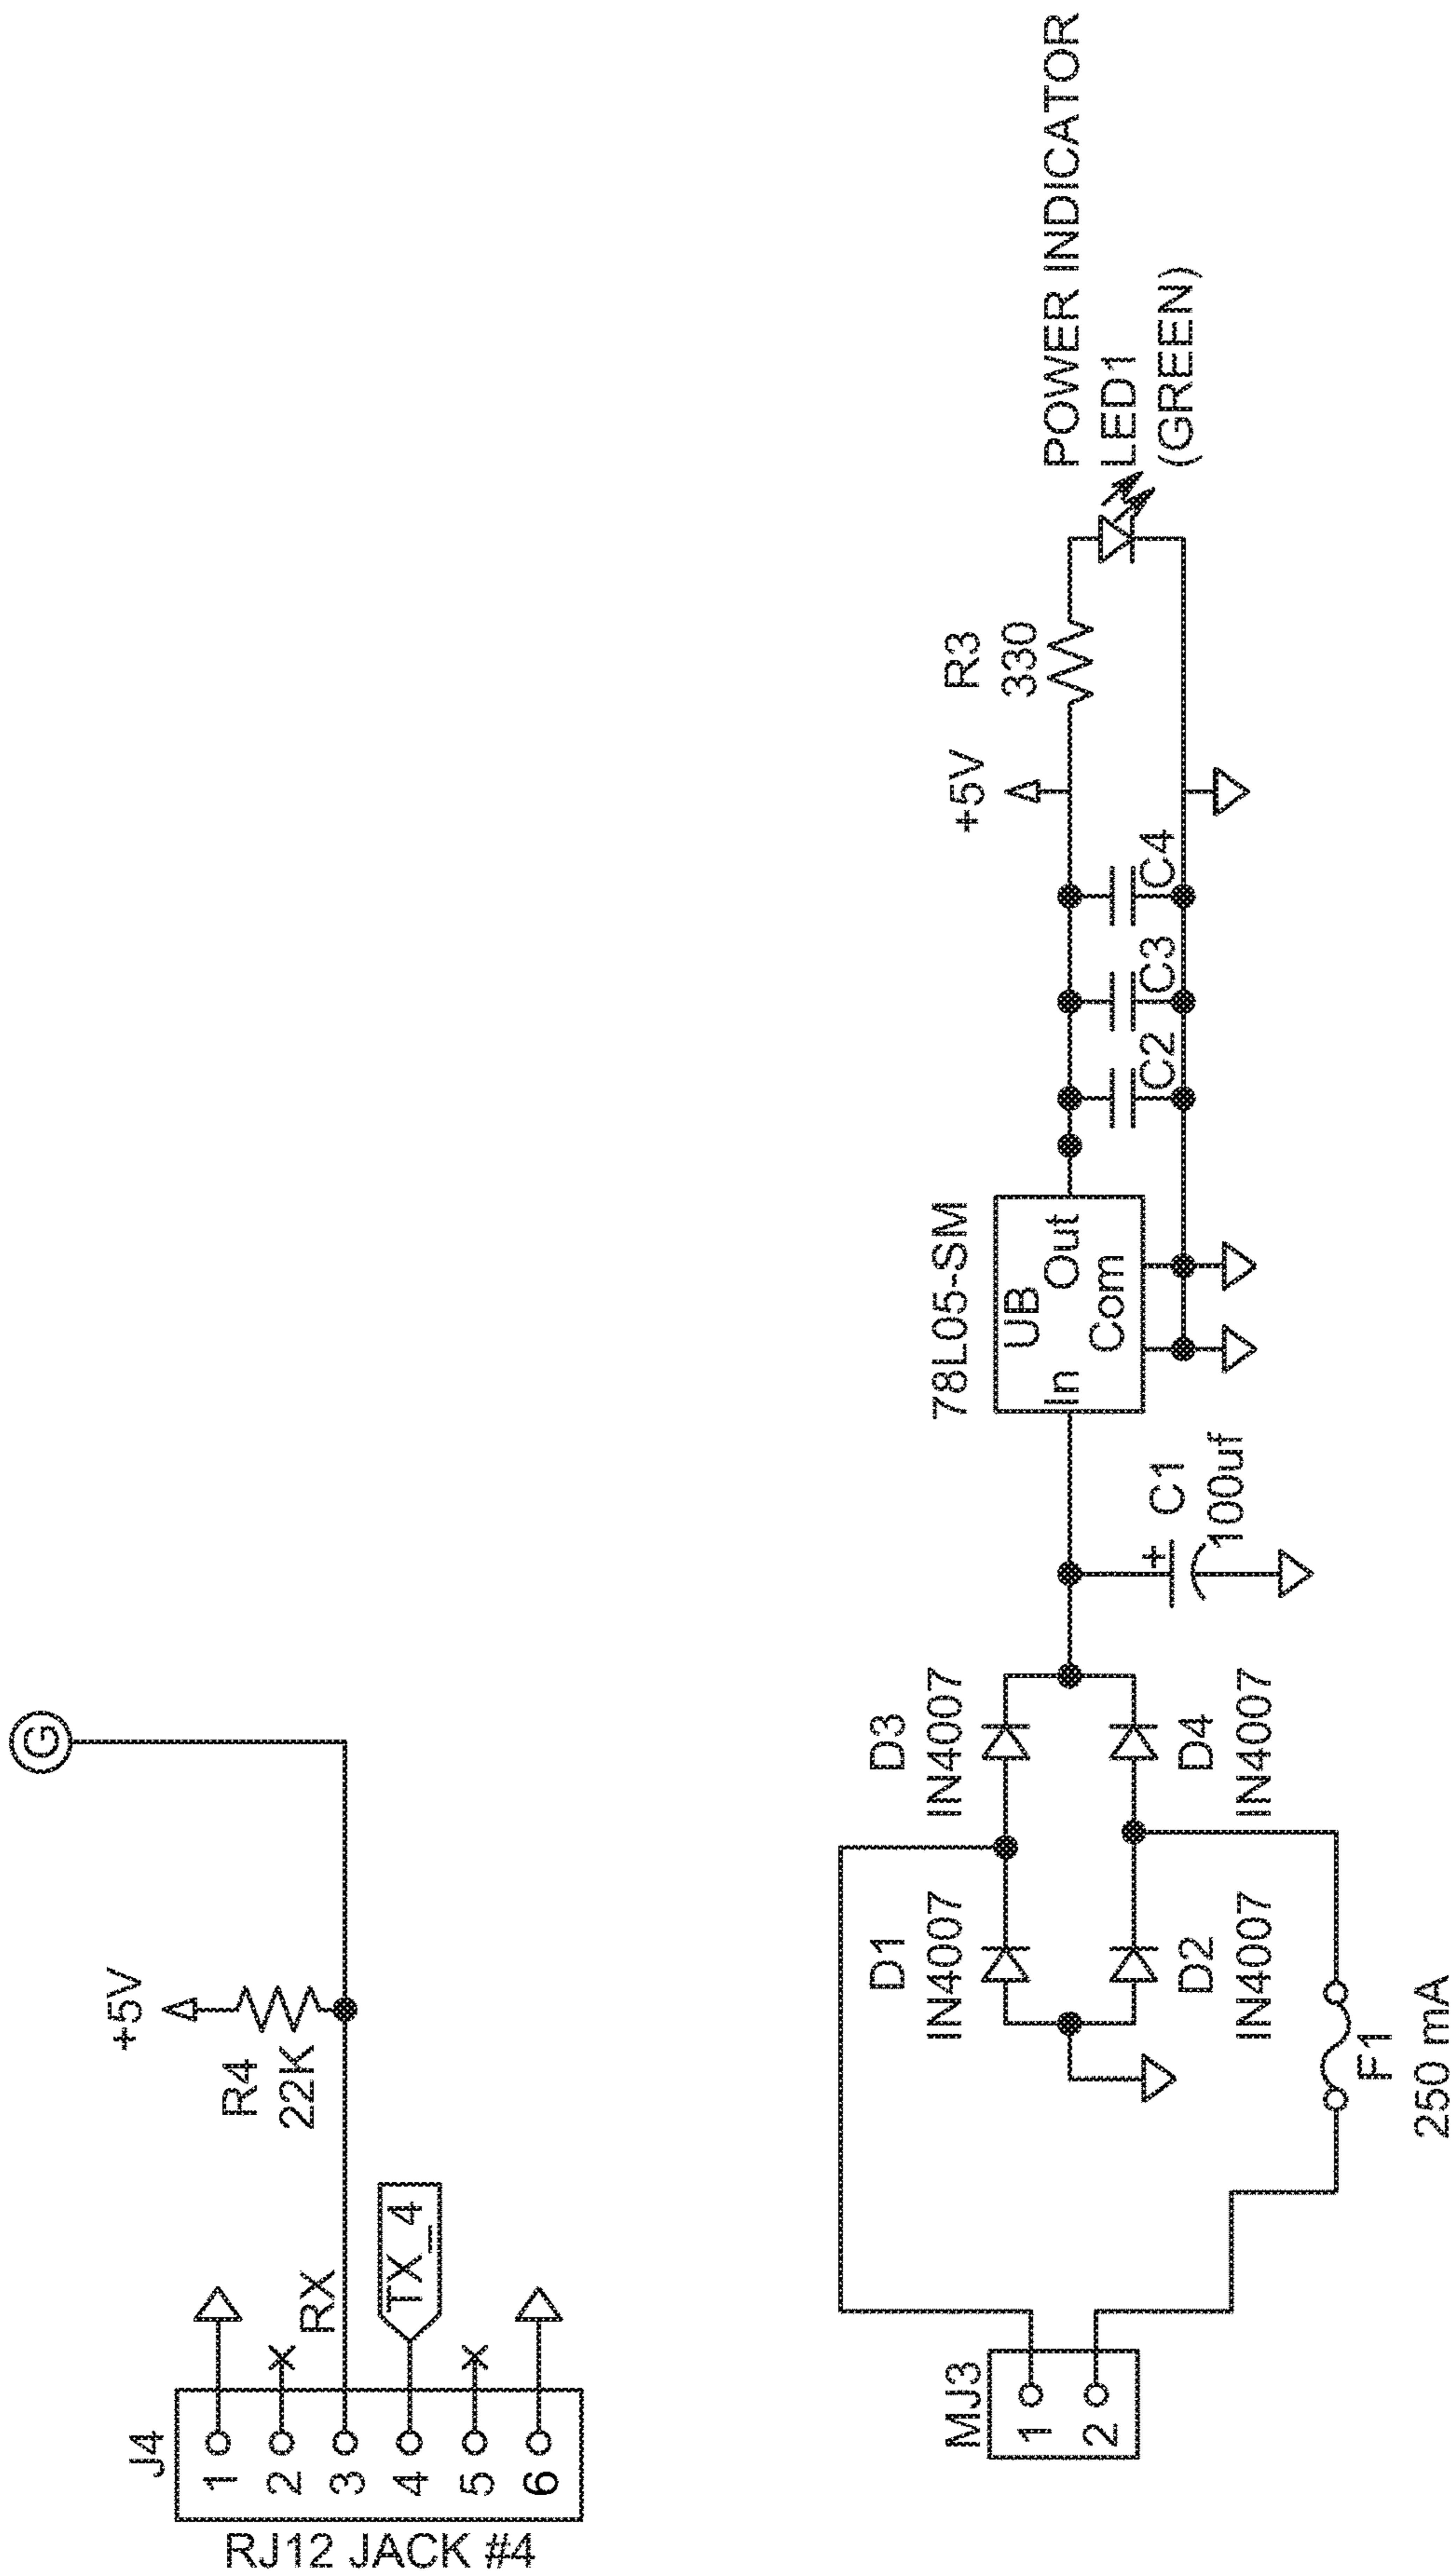 G
+5V
R4
22K
J4
1
2
3
4
5
6
RX
TX_4
RJ12 JACK #4
MJ3
1
2
D1
IN4007
D3
IN4007
D2
IN4007
D4
IN4007
F1
250 mA
+
C1
100uf
78L05-SM
UB
In
Out
Com
C2
C3
C4
+5V
R3
330
POWER INDICATOR
LED1
(GREEN)